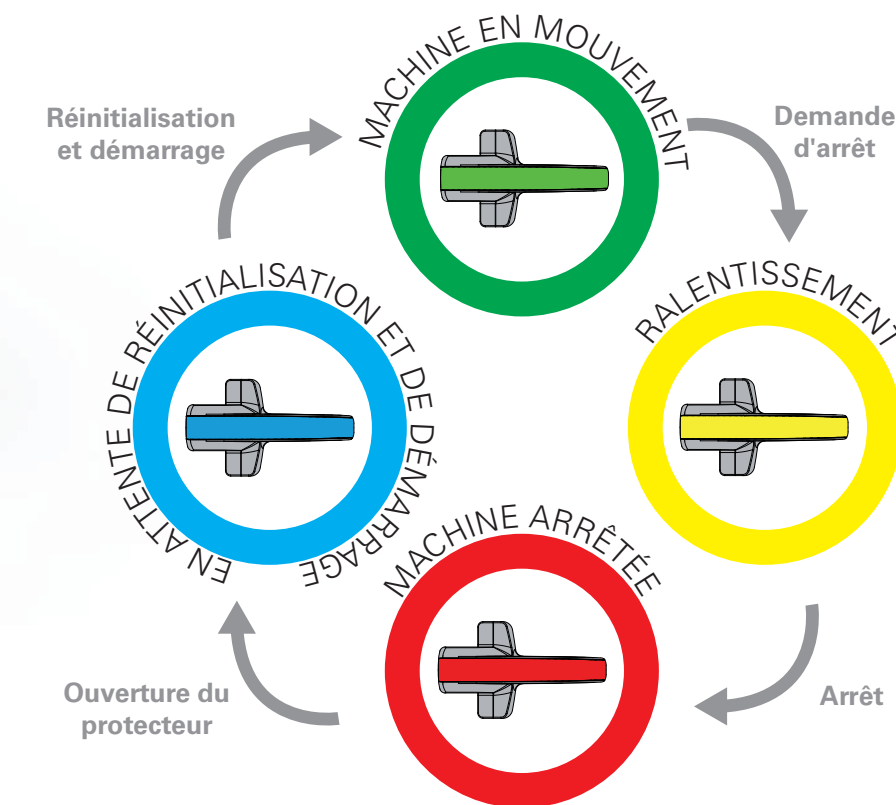 MACHINE EN MOUVEMENT
Réinitialisation
et démarrage
Demande
d'arrêt
RALENTISSEMENT
EN ATTENTE DE RÉINITIALISATION ET DE DÉMARRAGE
MACHINE ARRÊTÉE
Ouverture du
protecteur
Arrêt